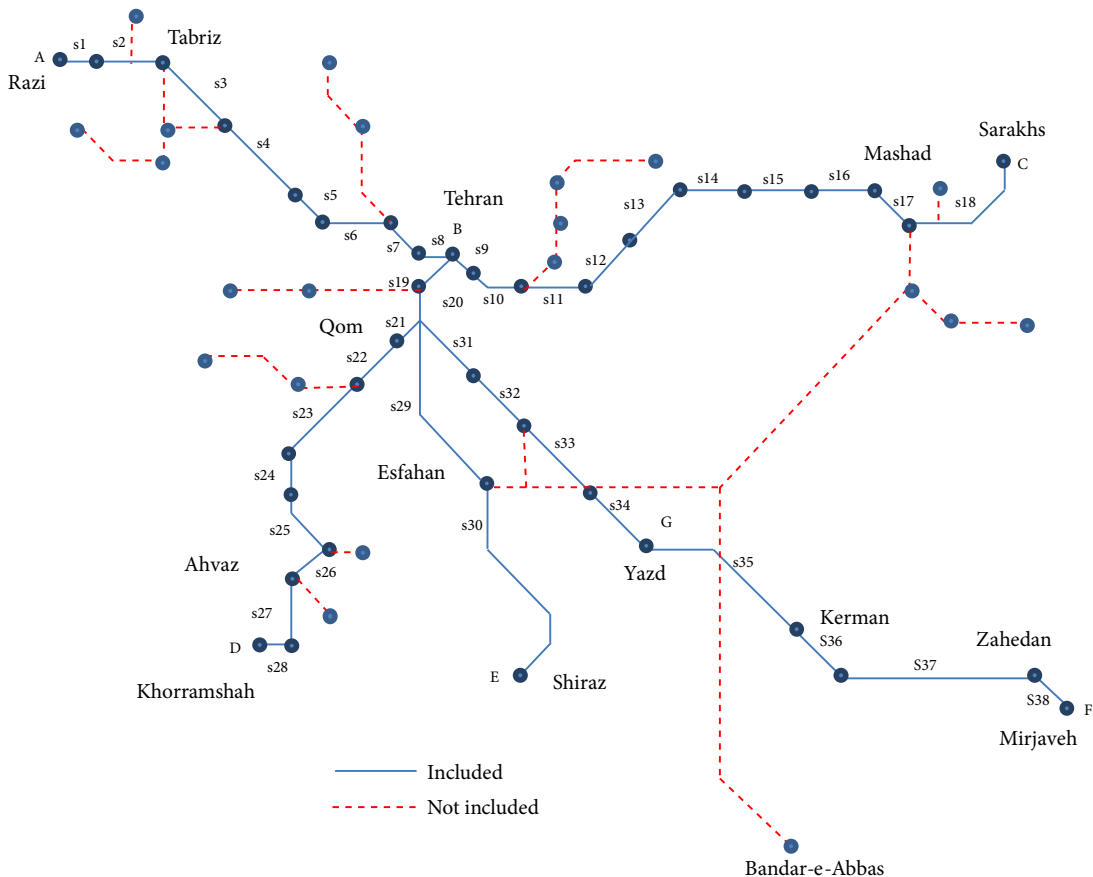 s1
s2
Tabriz
A
Razi
s3
s4
s5
s6
s7
s8
Tehran
B
s9
s10
s11
s12
s13
s14
s15
s16
Mashad
s17
s18
Sarakhs
C
s19
s20
Qom
s21
s22
s23
s24
s25
Ahvaz
s26
s27
D
s28
Khorramshah
s29
Esfahan
s30
E
Shiraz
s31
s32
s33
s34
G
Yazd
s35
Kerman
S36
S37
Zahedan
S38
F
Mirjaveh
Included
Not included
Bandar-e-Abbas